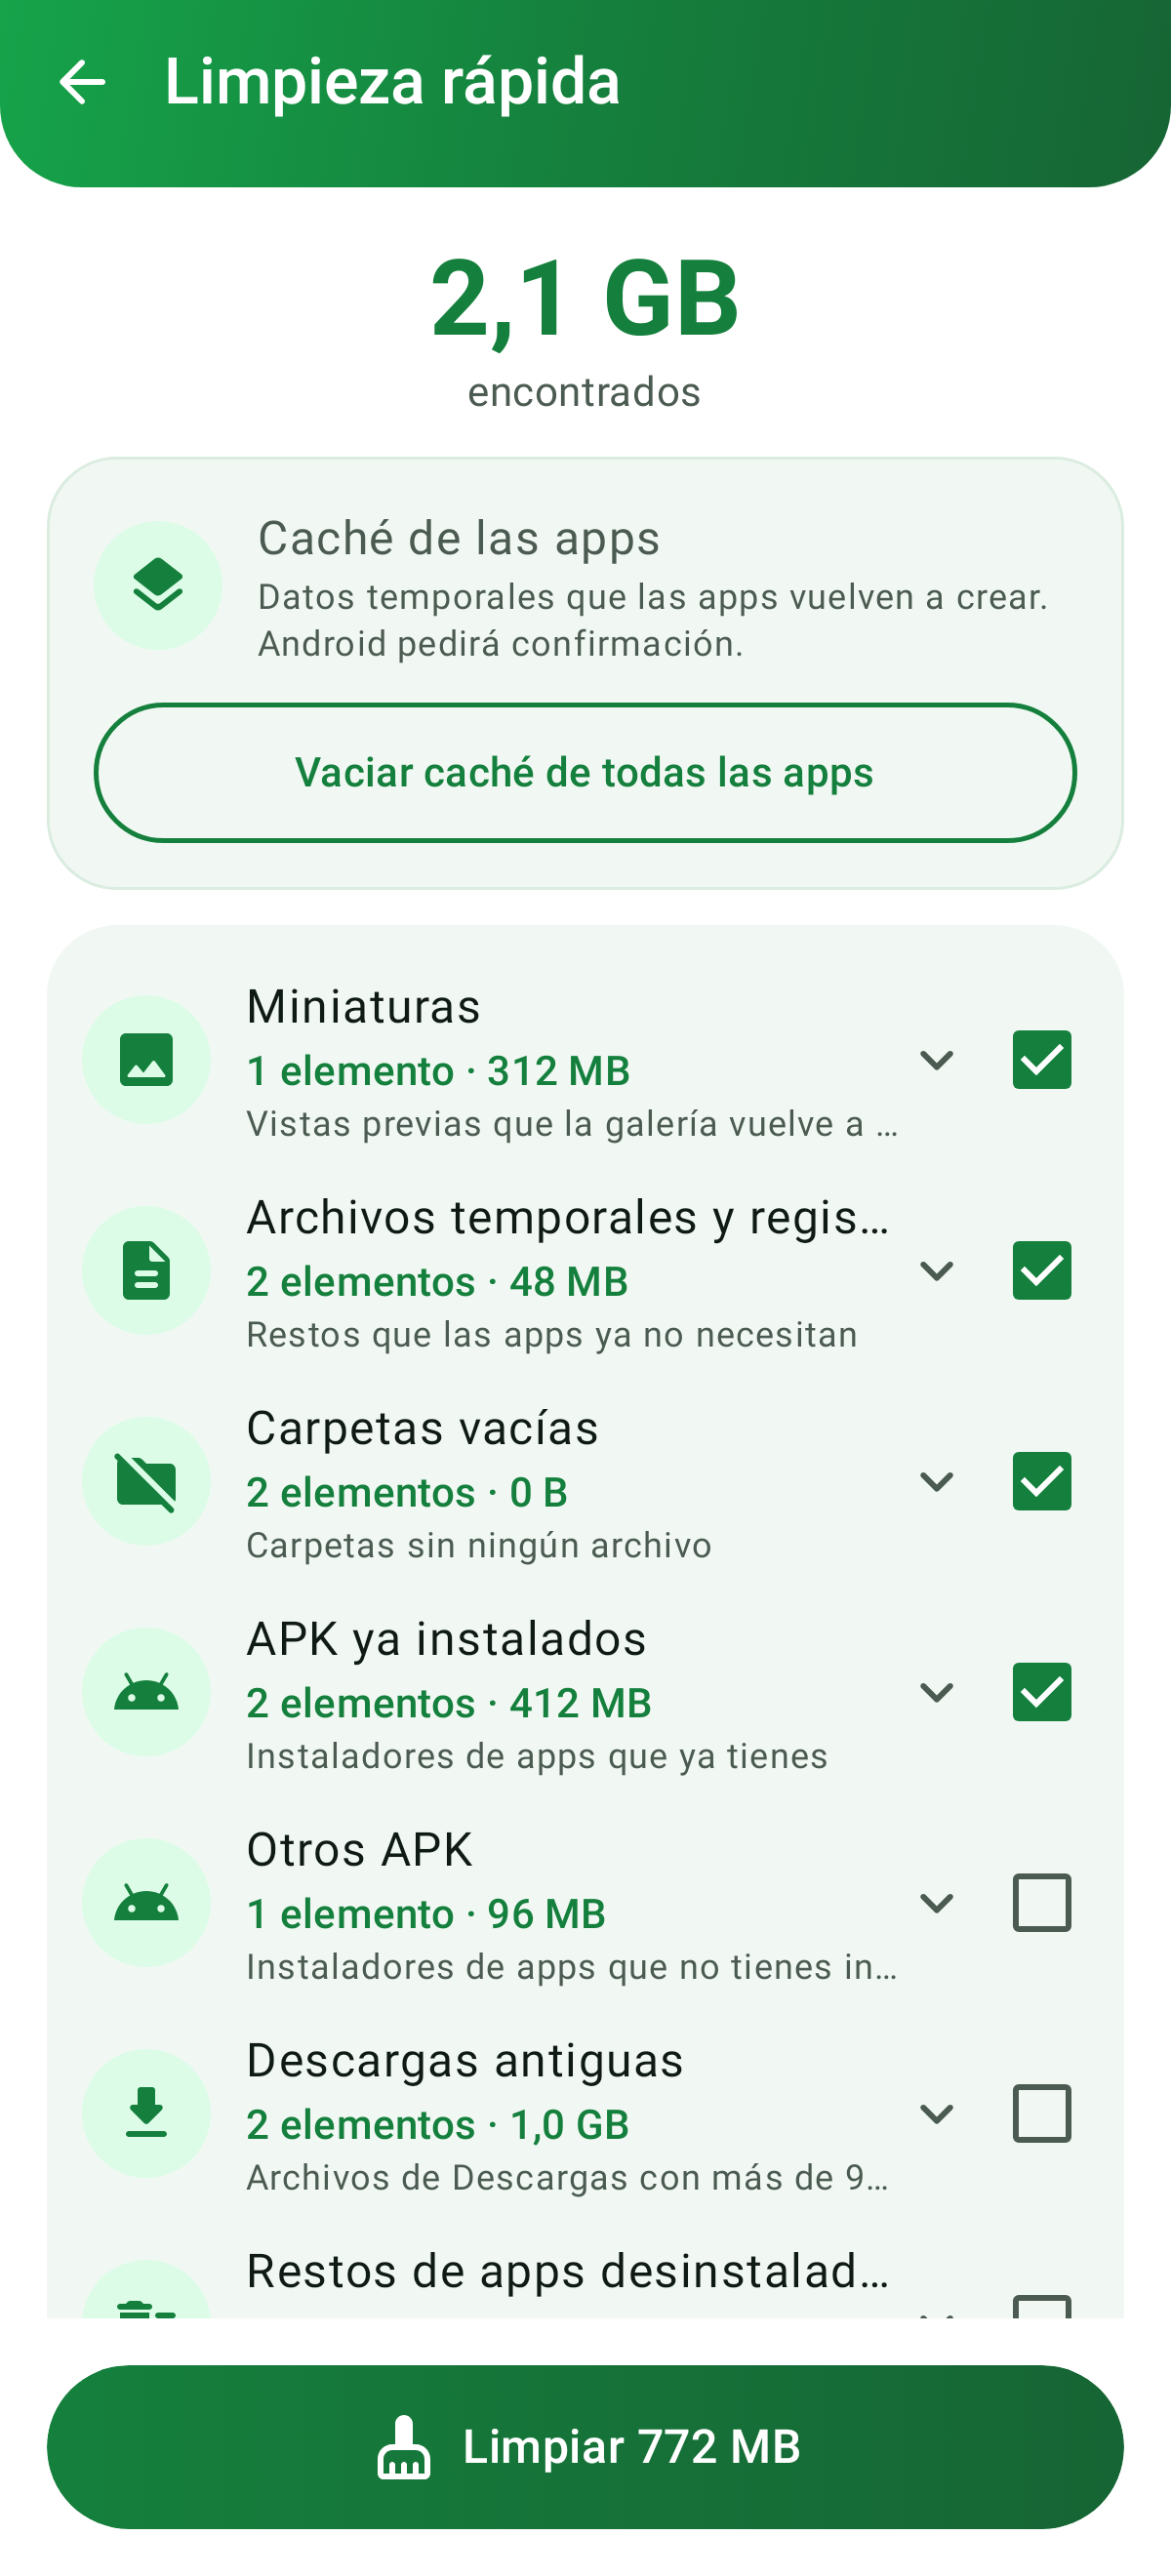 Limpieza rápida
2,1 GB
encontrados
Caché de las apps
Datos temporales que las apps vuelven a crear.
Android pedirá confirmación.
Vaciar caché de todas las apps
Miniaturas
1 elemento · 312 MB
Vistas previas que la galería vuelve a ...
Archivos temporales y regis...
2 elementos · 48 MB
Restos que las apps ya no necesitan
Carpetas vacías
2 elementos · 0 B
Carpetas sin ningún archivo
APK ya instalados
2 elementos · 412 MB
Instaladores de apps que ya tienes
Otros APK
1 elemento · 96 MB
Instaladores de apps que no tienes in...
Descargas antiguas
2 elementos · 1,0 GB
Archivos de Descargas con más de 9...
Restos de apps desinstalad...
Limpiar 772 MB